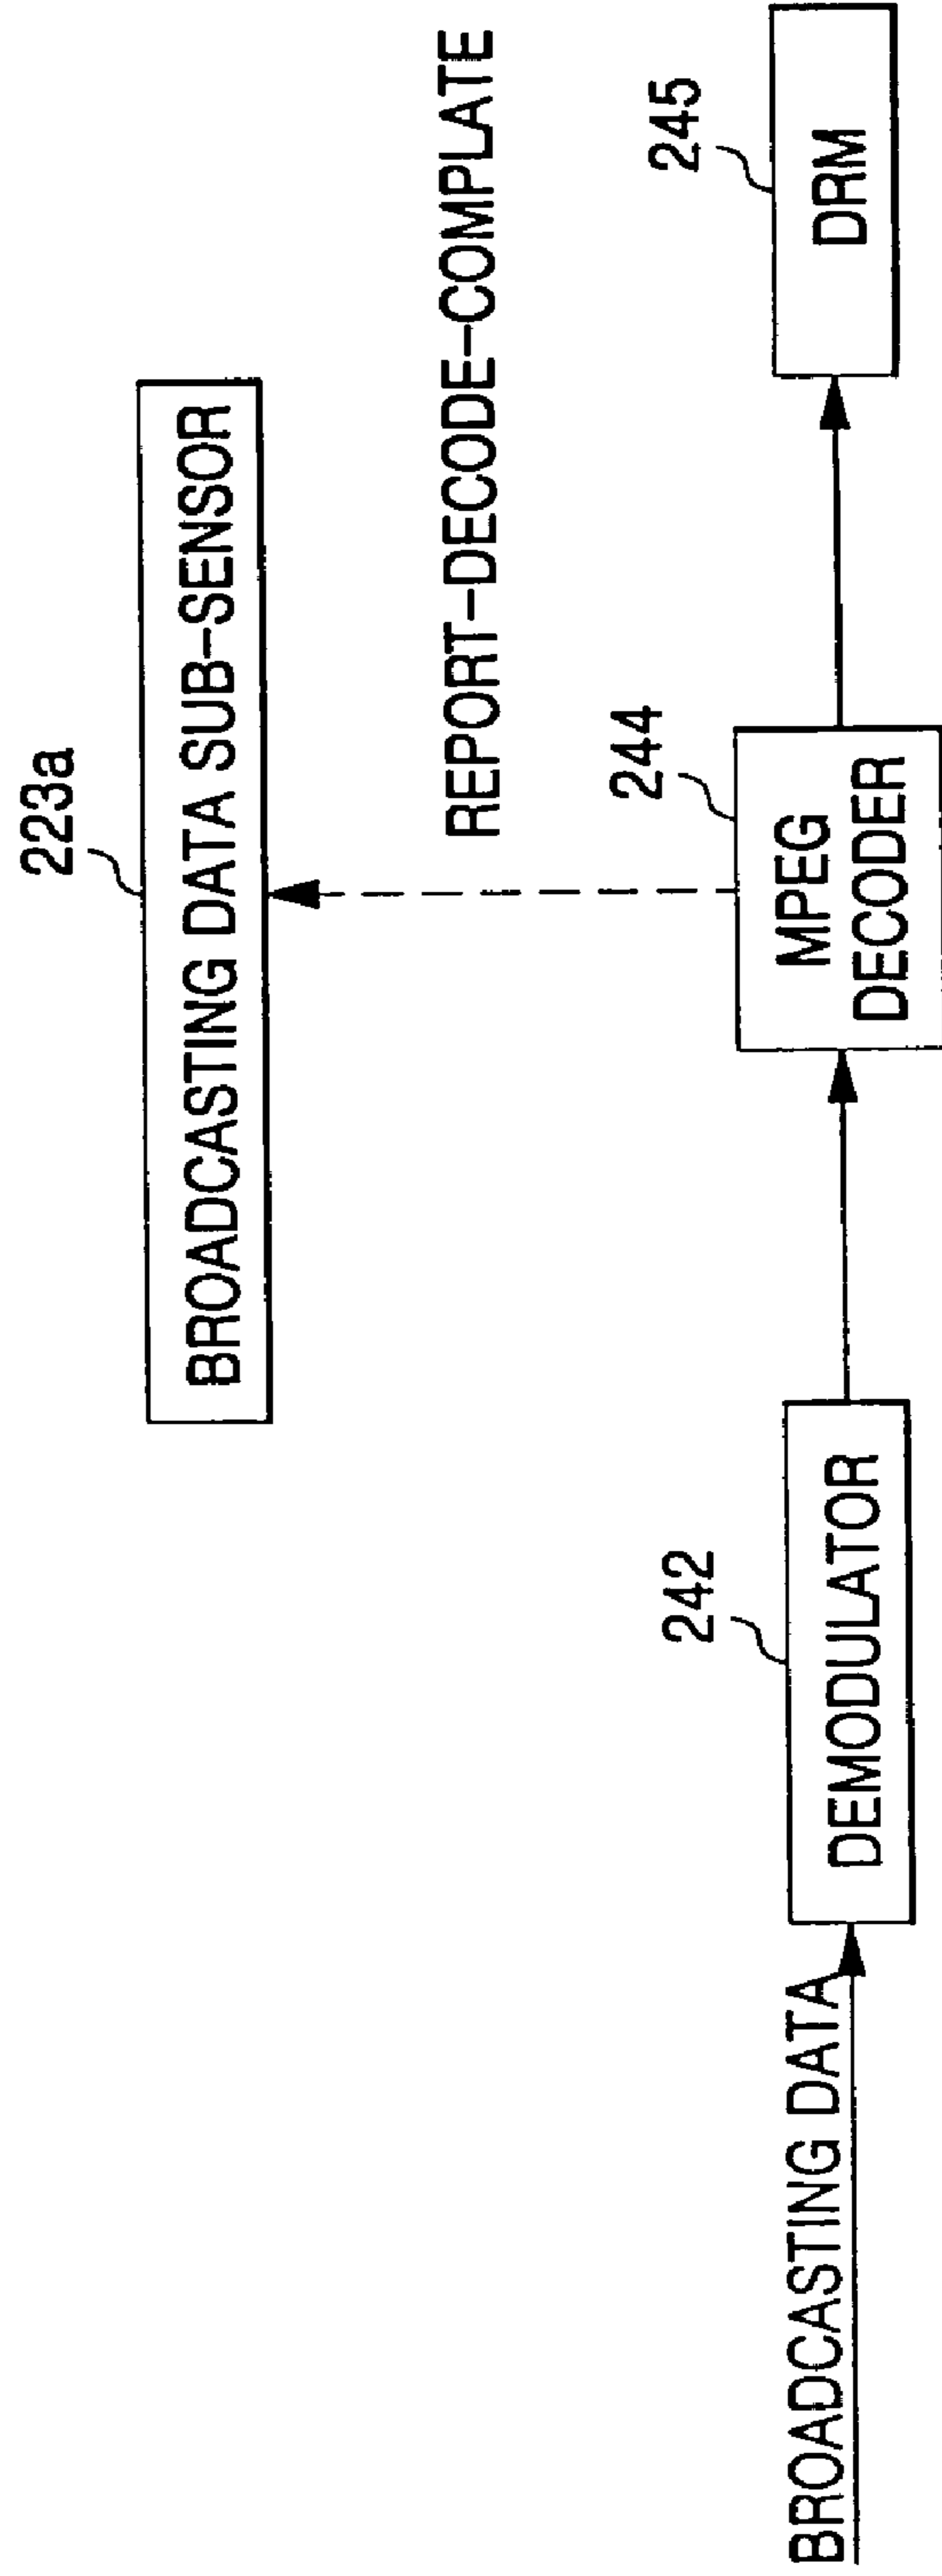 223a
BROADCASTING DATA SUB-SENSOR
REPORT-DECODE-COMPLATE
BROADCASTING DATA
242
DEMODULATOR
244
MPEG
DECODER
245
DRM